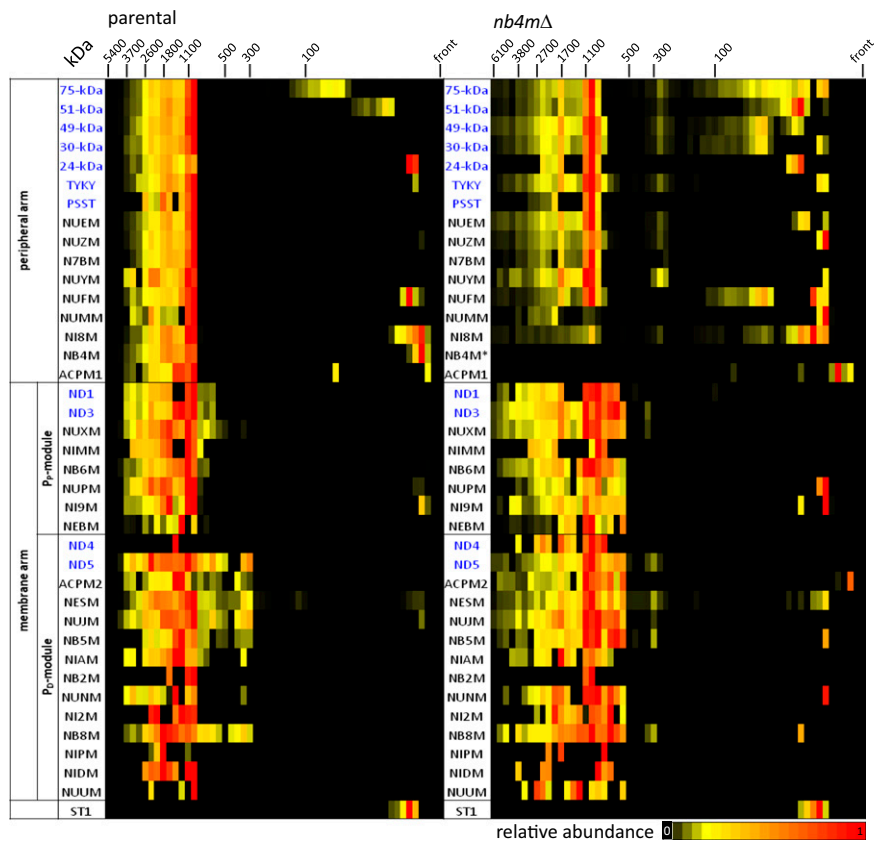 parental
nb4mΔ
kDa
5400 3700 2600 1800 1100 500 300 100 front
6100 3800 2700 1700 1100 500 300 100 front
75-kDa 75-kDa
51-kDa 51-kDa
49-kDa 49-kDa
30-kDa 30-kDa
24-kDa 24-kDa
TYKY TYKY
PSST PSST
NUEM NUEM
NUZM NUZM
N7BM N7BM
NUYM NUYM
NUFM NUFM
NUMM NUMM
NI8M NI8M
NB4M NB4M*
ACPM1 ACPM1
ND1 ND1
ND3 ND3
NUXM NUXM
NIMM NIMM
NB6M NB6M
NUPM NUPM
NI9M NI9M
NEBM NEBM
ND4 ND4
ND5 ND5
ACPM2 ACPM2
NESM NESM
NUJM NUJM
NB5M NB5M
NIAM NIAM
NB2M NB2M
NUNM NUNM
NI2M NI2M
NB8M NB8M
NIPM NIPM
NIDM NIDM
NUUM NUUM
ST1 ST1
peripheral arm
membrane arm
PP-module
PD-module
relative abundance 0 1